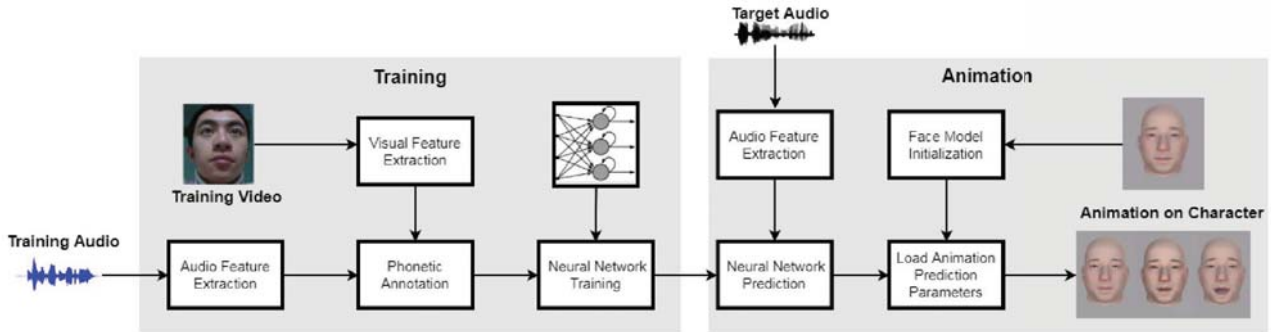 Target Audio
Training
Animation
Visual Feature
Extraction
Audio Feature
Extraction
Face Model
Initialization
Training Video
Animation on Character
Training Audio
Audio Feature
Extraction
Phonetic
Annotation
Neural Network
Training
Neural Network
Prediction
Load Animation
Prediction
Parameters